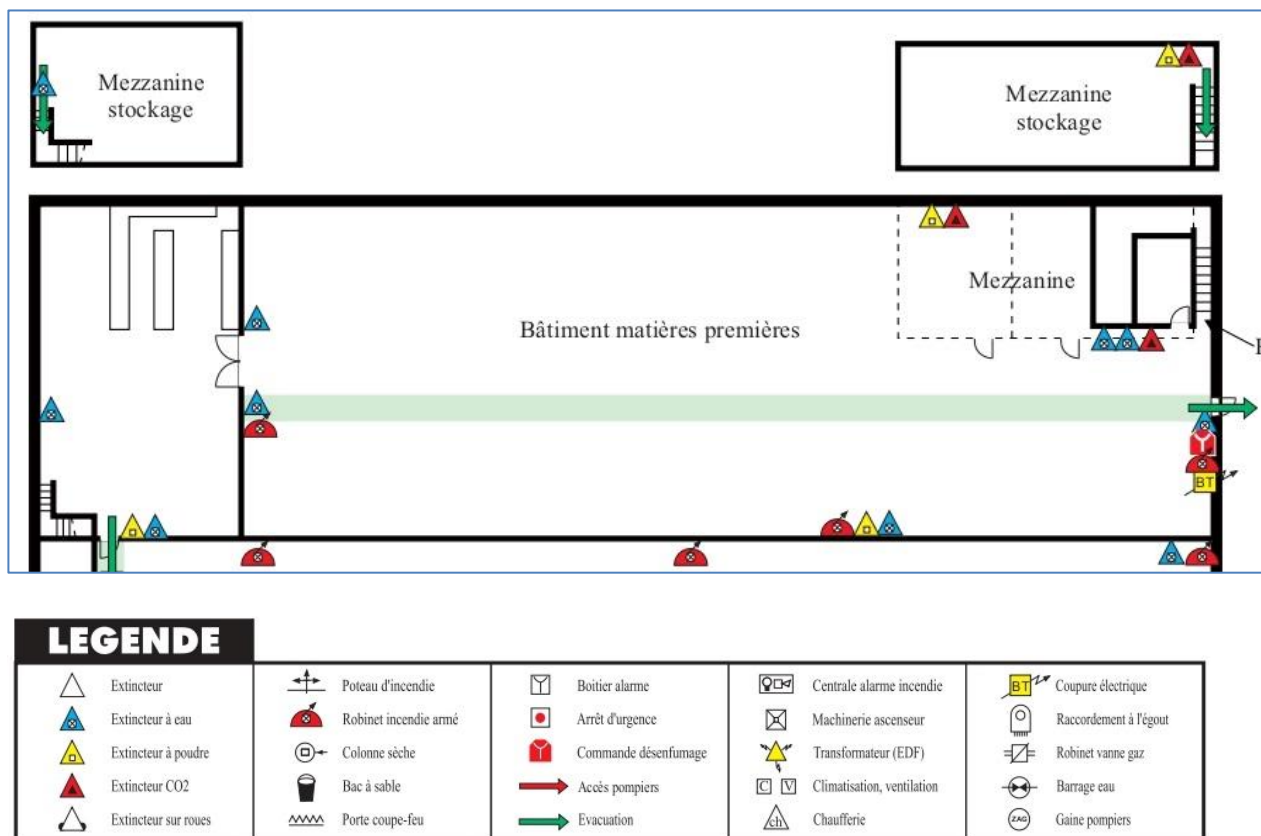 Mezzanine
stockage
Mezzanine
stockage
Mezzanine
Bâtiment matières premières
BT
LEGENDE
Extincteur
Extincteur à eau
Extincteur à poudre
Extincteur CO2
Extincteur sur roues
Poteau d'incendie
Robinet incendie armé
Colonne sèche
Bac à sable
Porte coupe-feu
Boitier alarme
Arrêt d'urgence
Commande désenfumage
Accès pompiers
Evacuation
Centrale alarme incendie
Machinerie ascenseur
Transformateur (EDF)
C V Climatisation, ventilation
ch Chaufferie
BT Coupure électrique
Raccordement à l'égout
Robinet vanne gaz
Barrage eau
ZAG Gaine pompiers